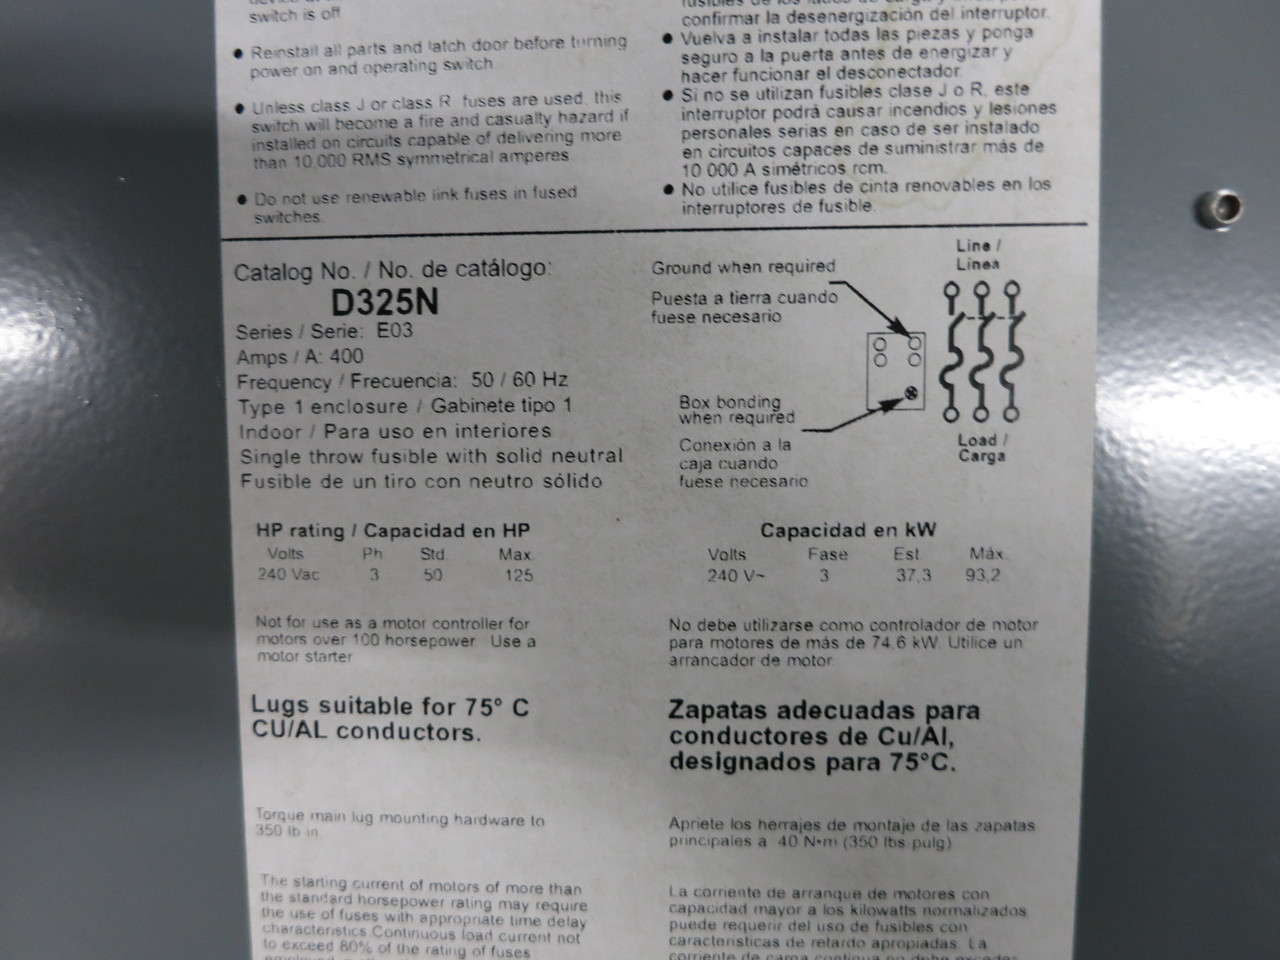 switch is off
● Reinstall all parts and latch door before turning
power on and operating switch
● Unless class J or class R fuses are used, this
switch will become a fire and casualty hazard if
installed on circuits capable of delivering more
than 10,000 RMS symmetrical amperes.
● Do not use renewable link fuses in fused
switches.
confirmar la desenergización del interruptor.
● Vuelva a instalar todas las piezas y ponga
seguro a la puerta antes de energizar y
hacer funcionar el desconectador.
● Si no se utilizan fusibles clase J o R, este
interruptor podrá causar incendios y lesiones
personales serias en caso de ser instalado
en circuitos capaces de suministrar más de
10 000 A simétricos rcm.
● No utilice fusibles de cinta renovables en los
interruptores de fusible.
Catalog No. / No. de catálogo:
D325N
Series / Serie: E03
Amps / A: 400
Frequency / Frecuencia: 50 / 60 Hz
Type 1 enclosure / Gabinete tipo 1
Indoor / Para uso en interiores
Single throw fusible with solid neutral
Fusible de un tiro con neutro sólido
Ground when required
Puesta a tierra cuando
fuese necesario
Box bonding
when required
Conexión a la
caja cuando
fuese necesario
Line /
Línea
Load /
Carga
HP rating / Capacidad en HP
Volts Ph Std. Max.
240 Vac 3 50 125
Capacidad en kW
Volts Fase Est. Máx.
240 V~ 3 37,3 93,2
Not for use as a motor controller for
motors over 100 horsepower. Use a
motor starter
No debe utilizarse como controlador de motor
para motores de más de 74,6 kW. Utilice un
arrancador de motor.
Lugs suitable for 75° C
CU/AL conductors.
Zapatas adecuadas para
conductores de Cu/Al,
designados para 75°C.
Torque main lug mounting hardware to
350 lb-in.
Apriete los herrajes de montaje de las zapatas
principales a 40 N•m (350 lbs-pulg)
The starting current of motors of more than
the standard horsepower rating may require
the use of fuses with appropriate time delay
characteristics. Continuous load current not
to exceed 80% of the rating of fuses
La corriente de arranque de motores con
capacidad mayor a los kilowatts normalizados
puede requerir del uso de fusibles con
características de retardo apropiadas. La
corriente de carga continua no debe exceder